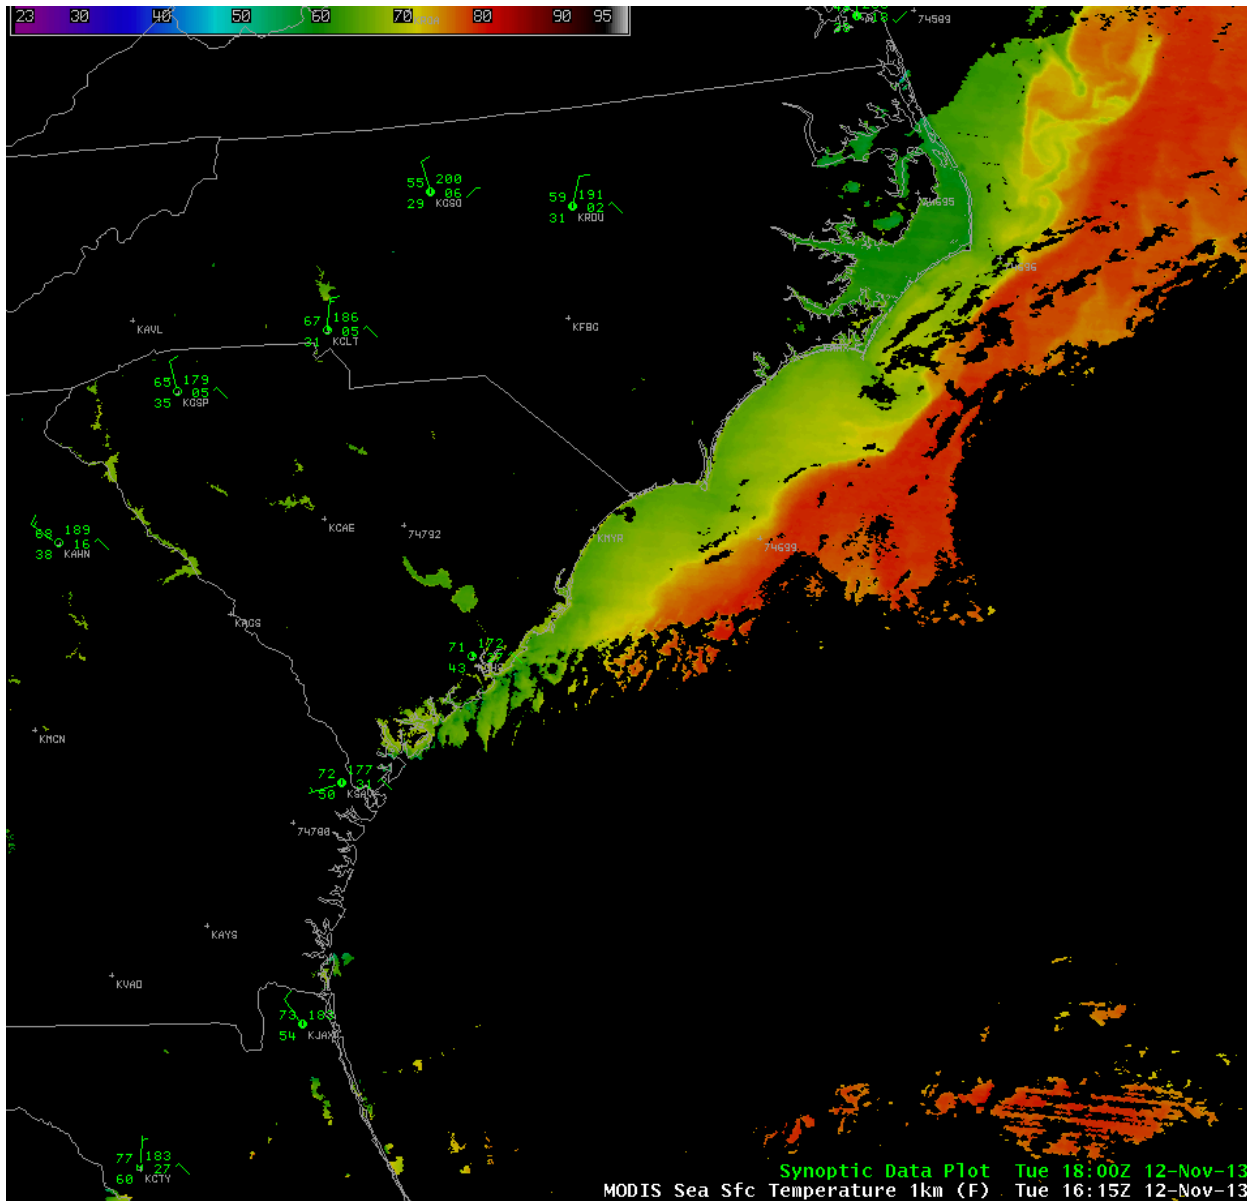 23 30 40 50 60 70 80 90 95
74589
55 200
06
29 KGSO
59 191
02
31 KRDU
74695
KAVL
67 186
05
31 KCLT
KFBG
65 179
05
35 KGSP
KCAE
74792
KMYR
74699
189
16
38 KAHN
KAGS
71 172
43
KMCN
72 177
31
50
74780
KAYS
KVAD
73 183
54 KJAX
77 183
27
60 KCTY
Synoptic Data Plot Tue 18:00Z 12-Nov-13
MODIS Sea Sfc Temperature 1km (F) Tue 16:15Z 12-Nov-13